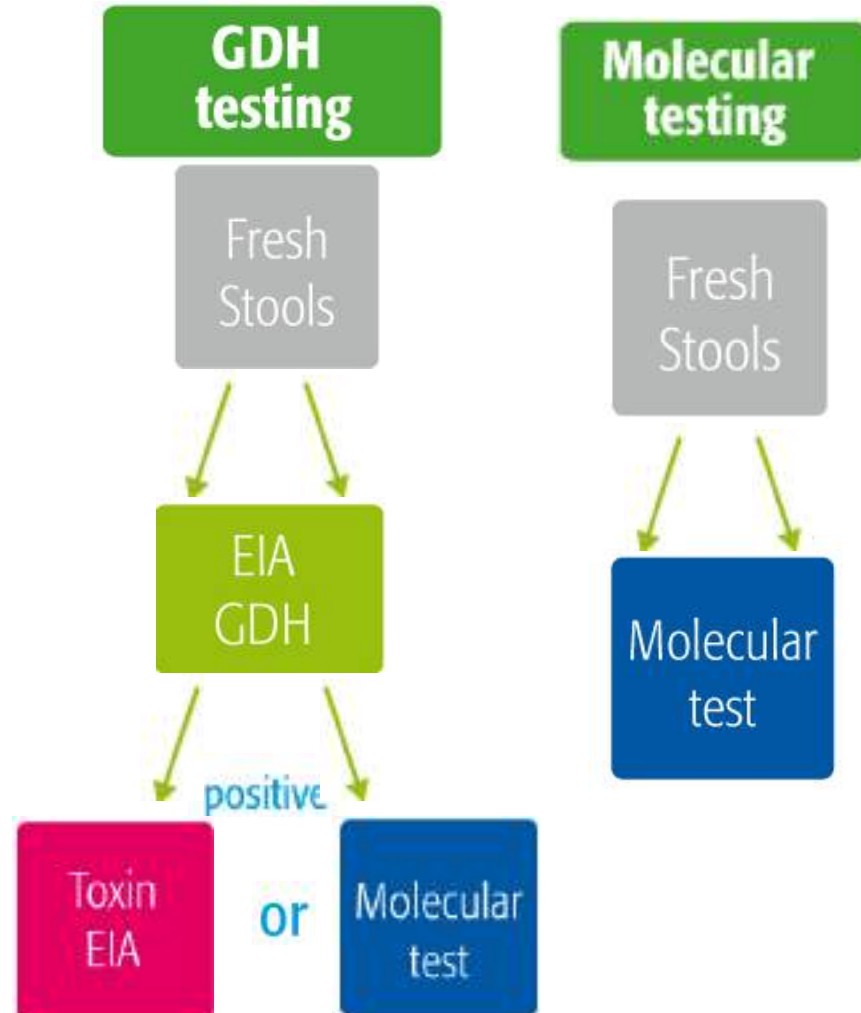 GDH
testing
Fresh
Stools
EIA
GDH
positive
Toxin
EIA
or
Molecular
test
Molecular
testing
Fresh
Stools
Molecular
test